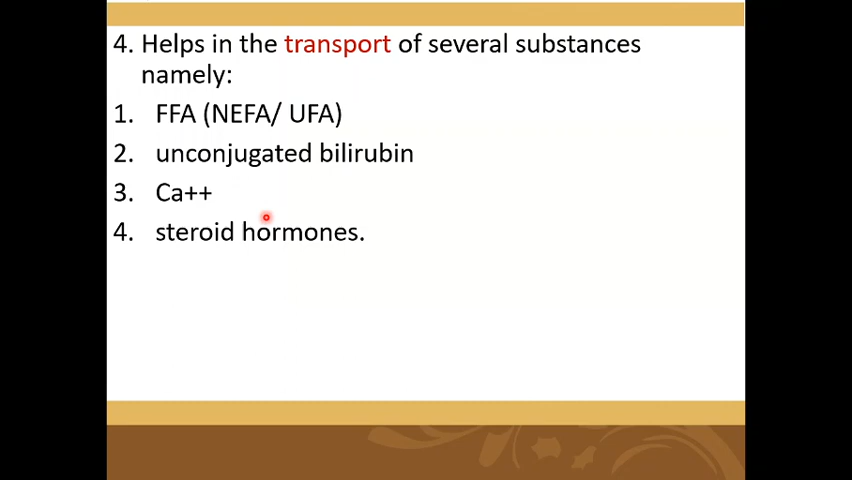 4. Helps in the transport of several substances
namely:
1. FFA (NEFA/ UFA)
2. unconjugated bilirubin
3. Ca++
4. steroid hormones.